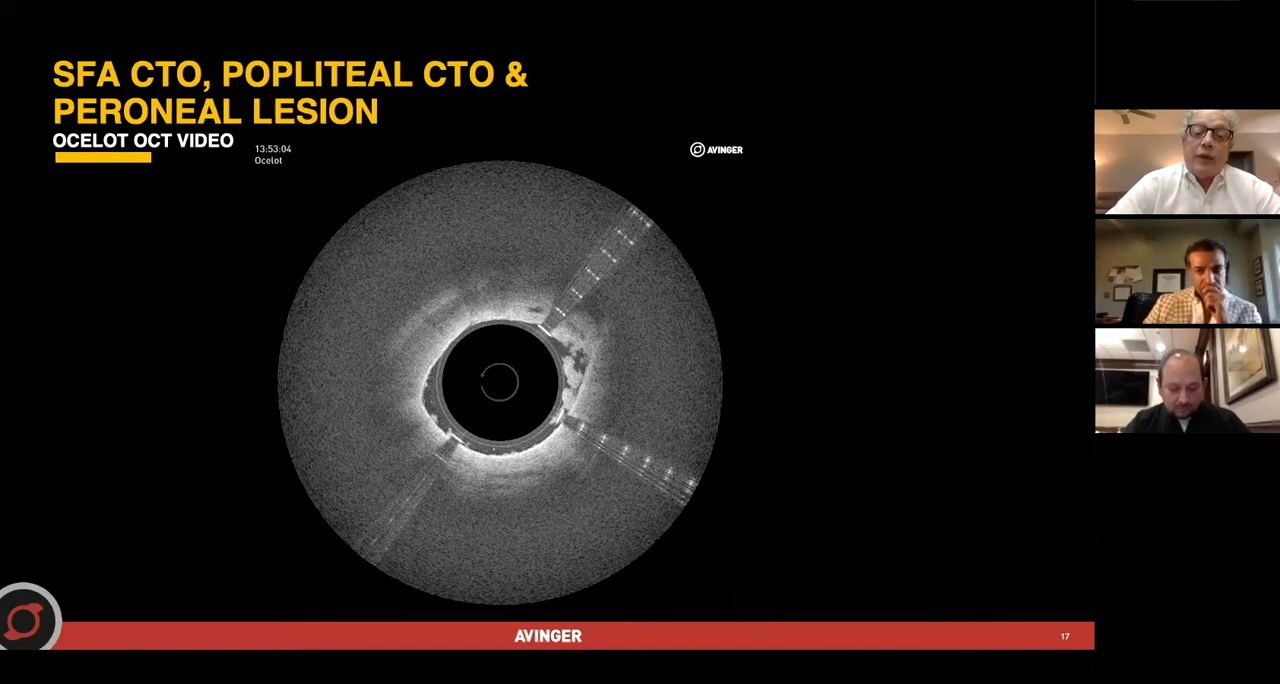 SFA CTO, POPLITEAL CTO &
PERONEAL LESION
OCELOT OCT VIDEO
13:53:04
Ocelot
AVINGER
AVINGER
17